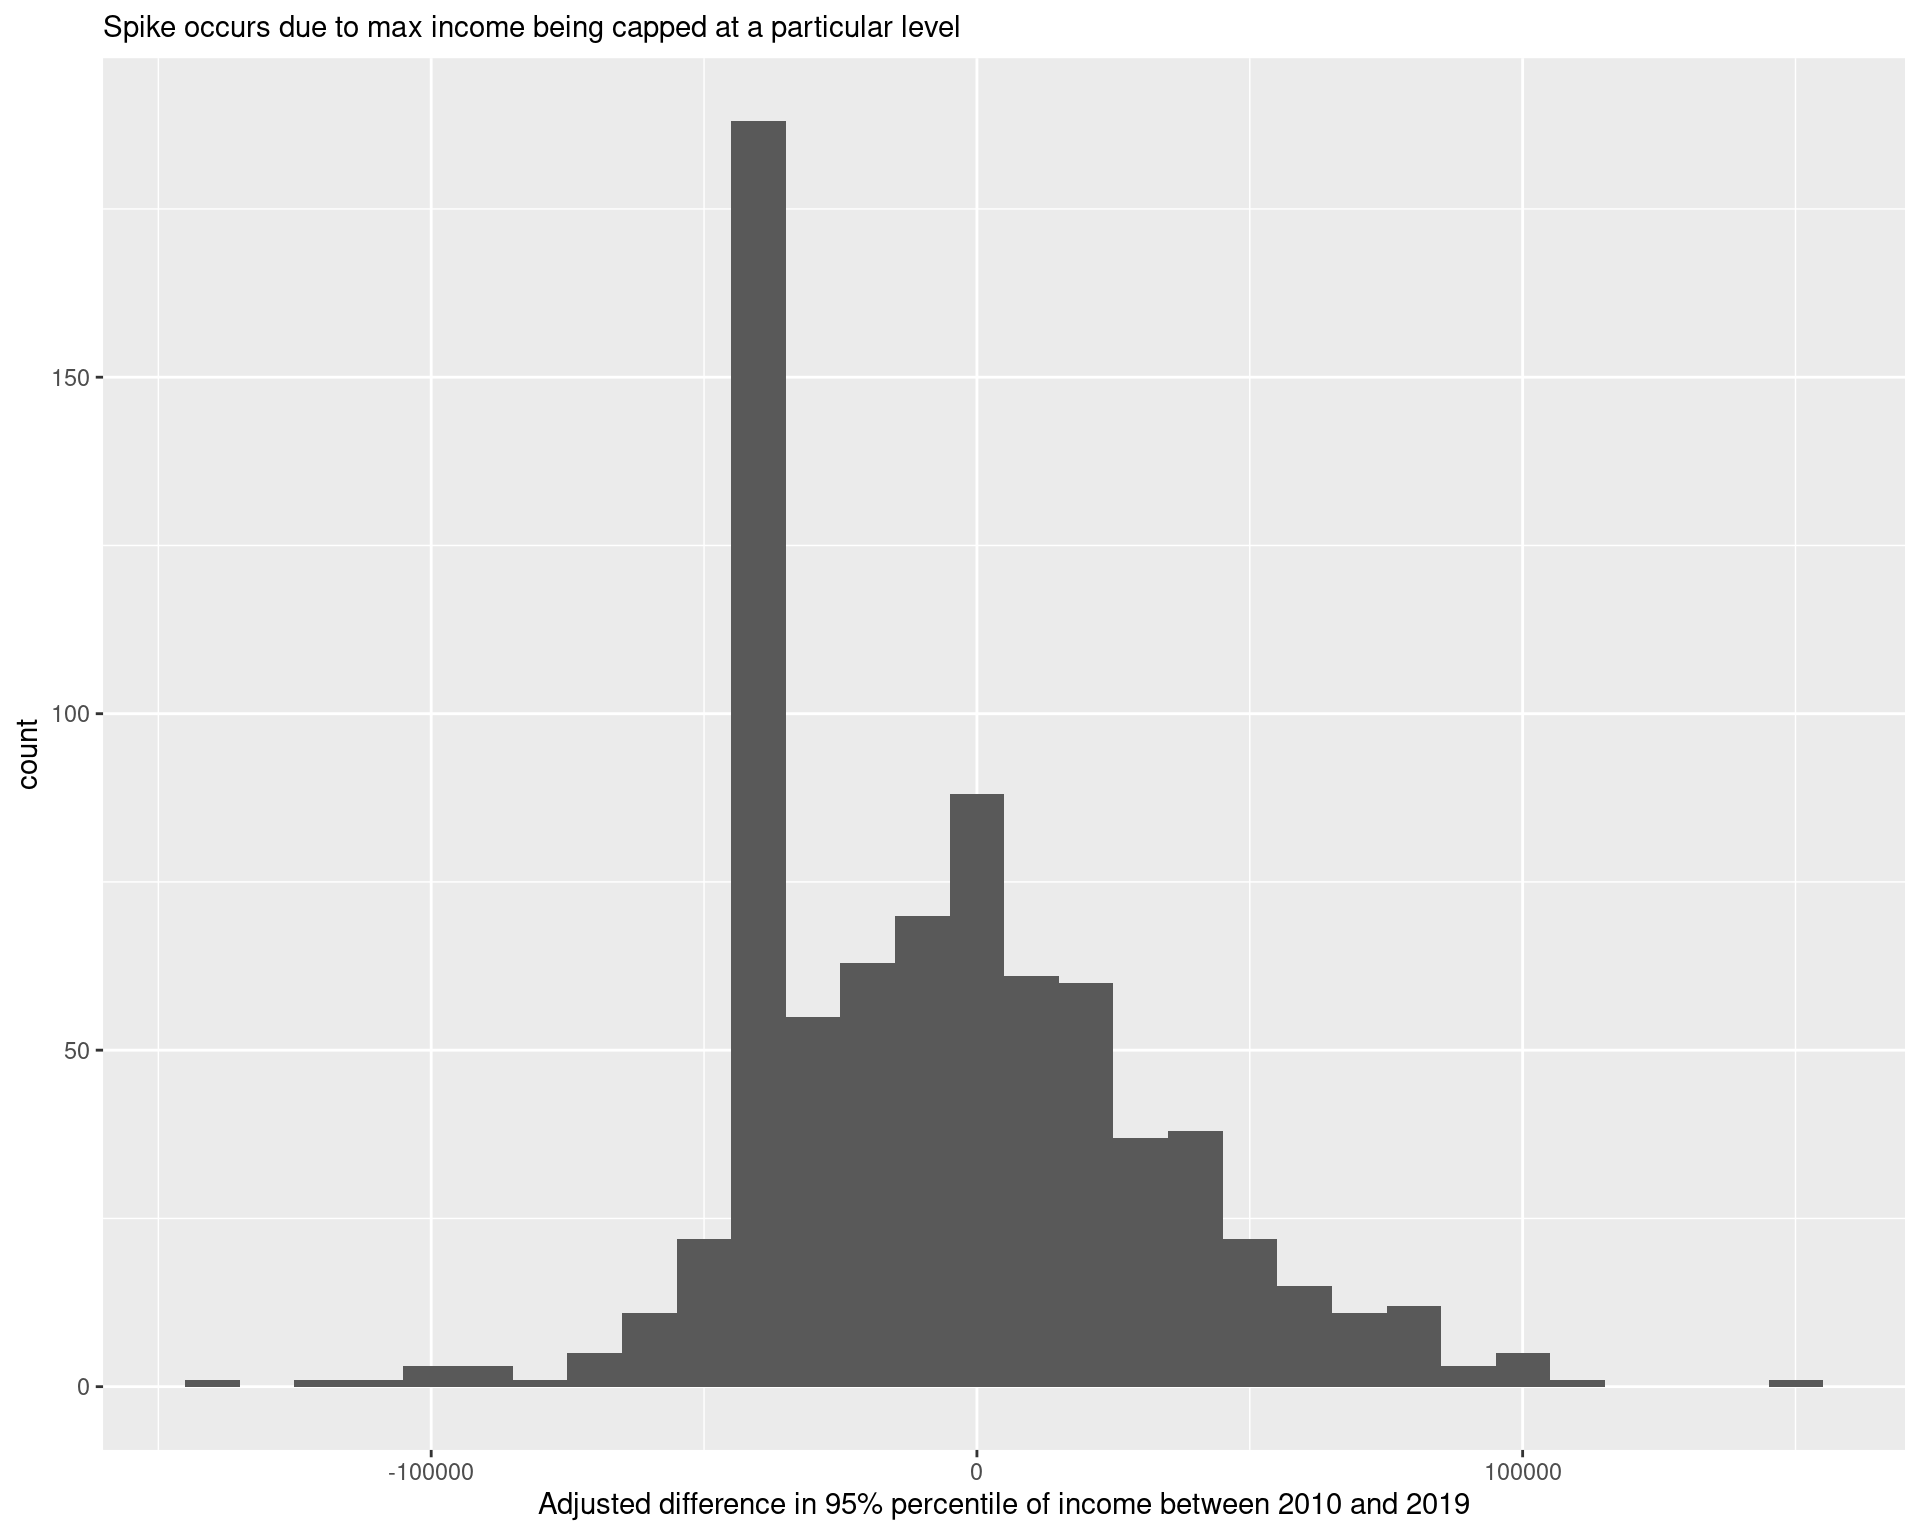 Spike occurs due to max income being capped at a particular level
150
100
50
0
count
-100000
0
100000
Adjusted difference in 95% percentile of income between 2010 and 2019